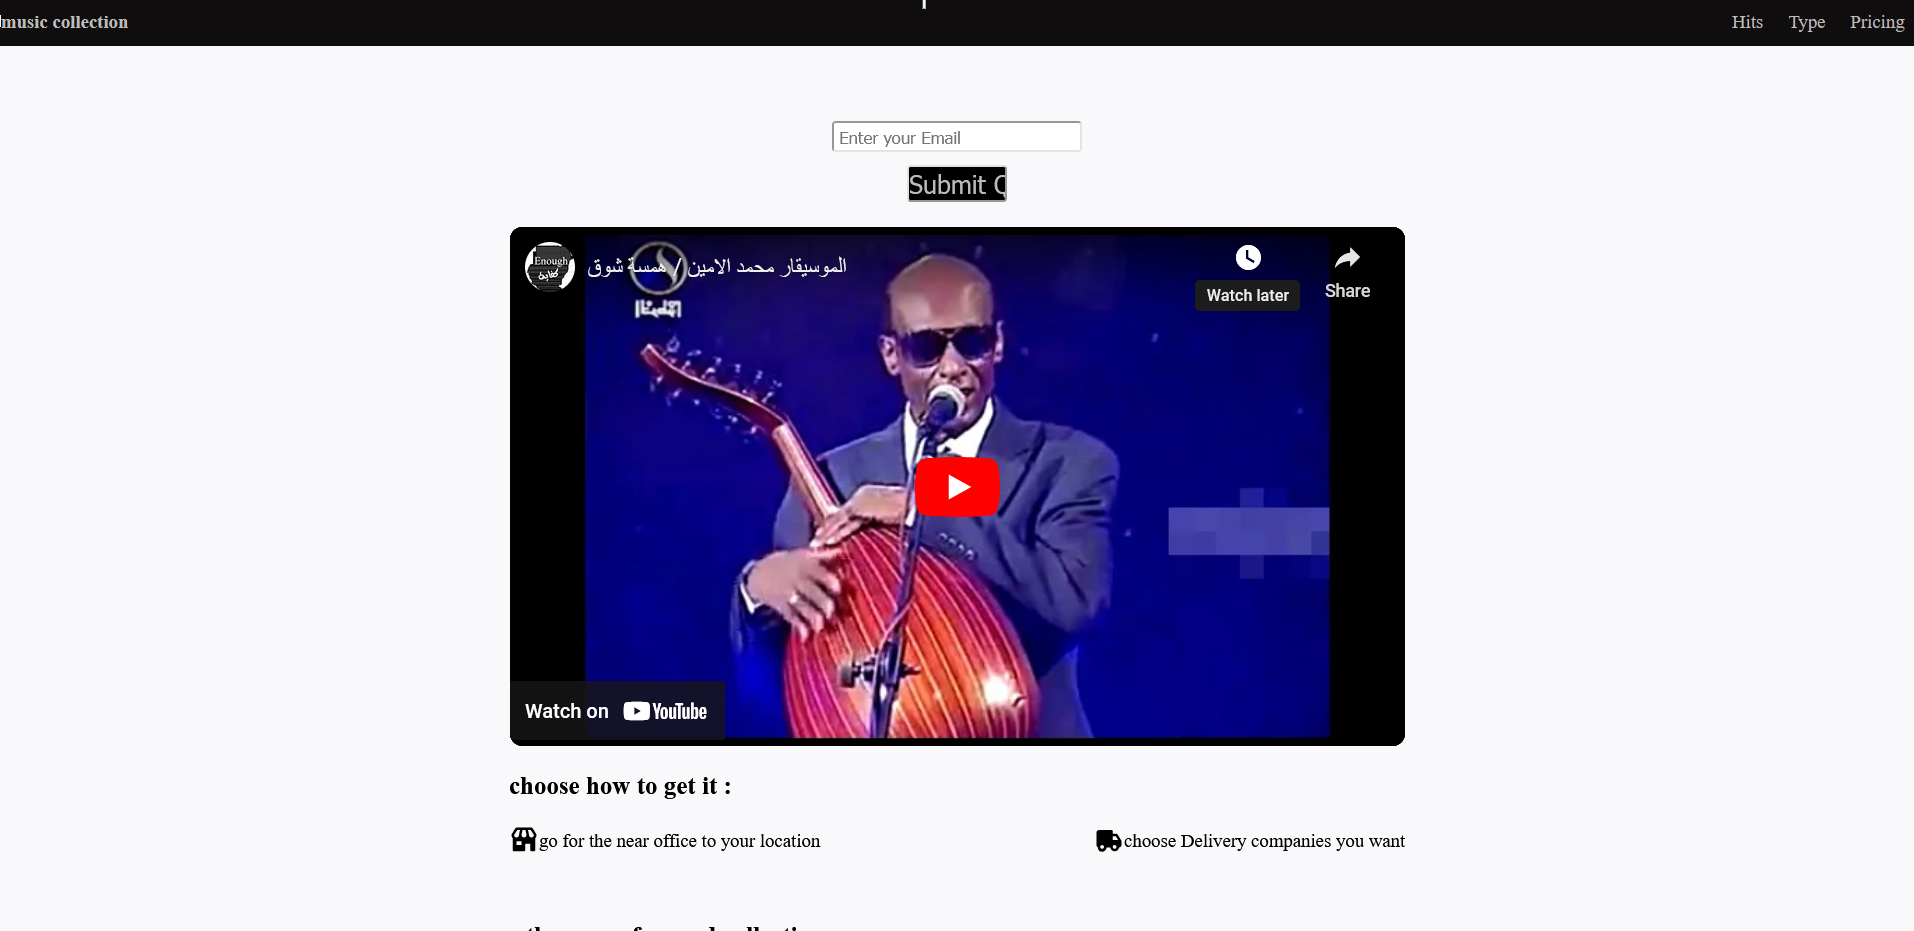 music collection
Hits Type Pricing
Enter your Email
Submit
Enough
الموسيقار محمد الامين / همسة شوق
Watch later
Share
Watch on YouTube
choose how to get it :
go for the near office to your location
choose Delivery companies you want